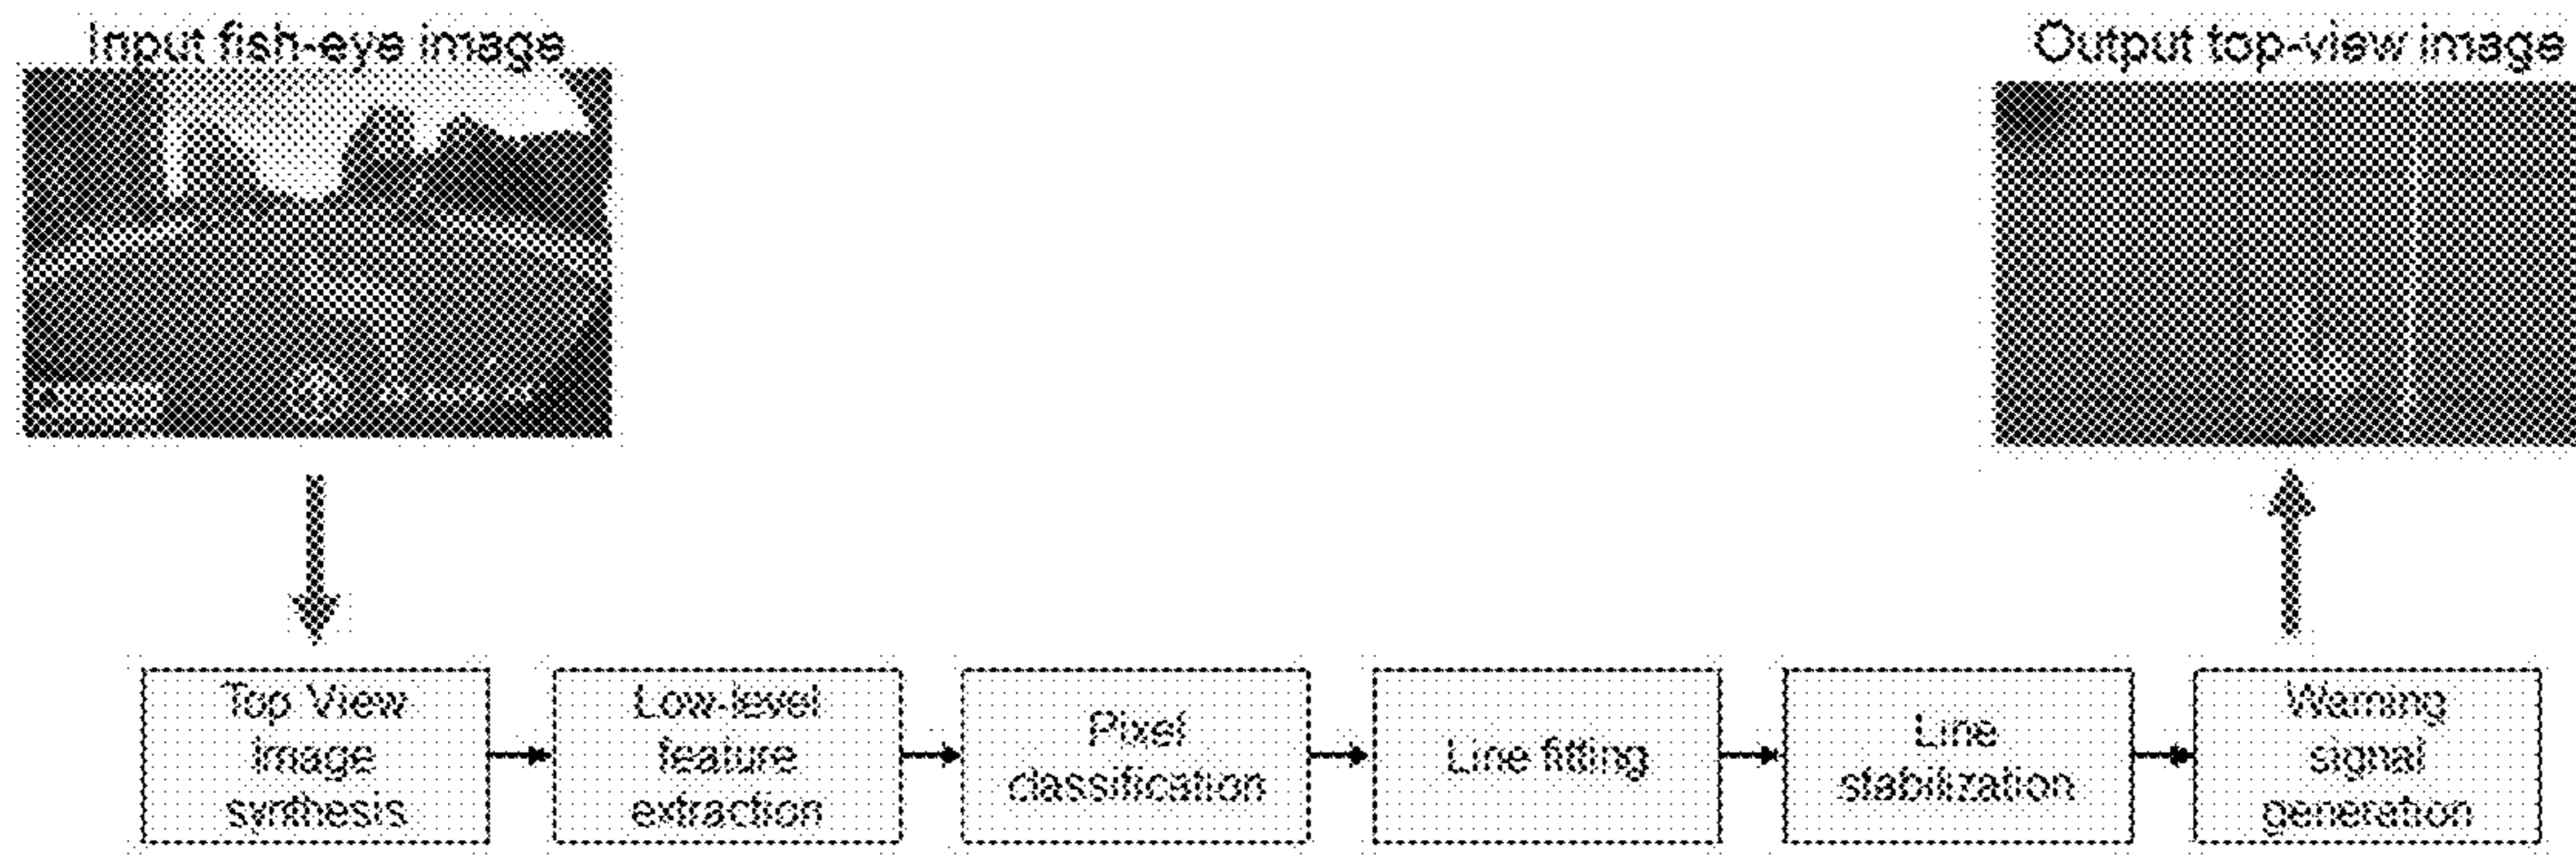 Input fish-eye image
Output top-view image
Top View
image
synthesis
Low-level
feature
extraction
Pixel
classification
Line fitting
Line
stabilization
Warning
signal
generation